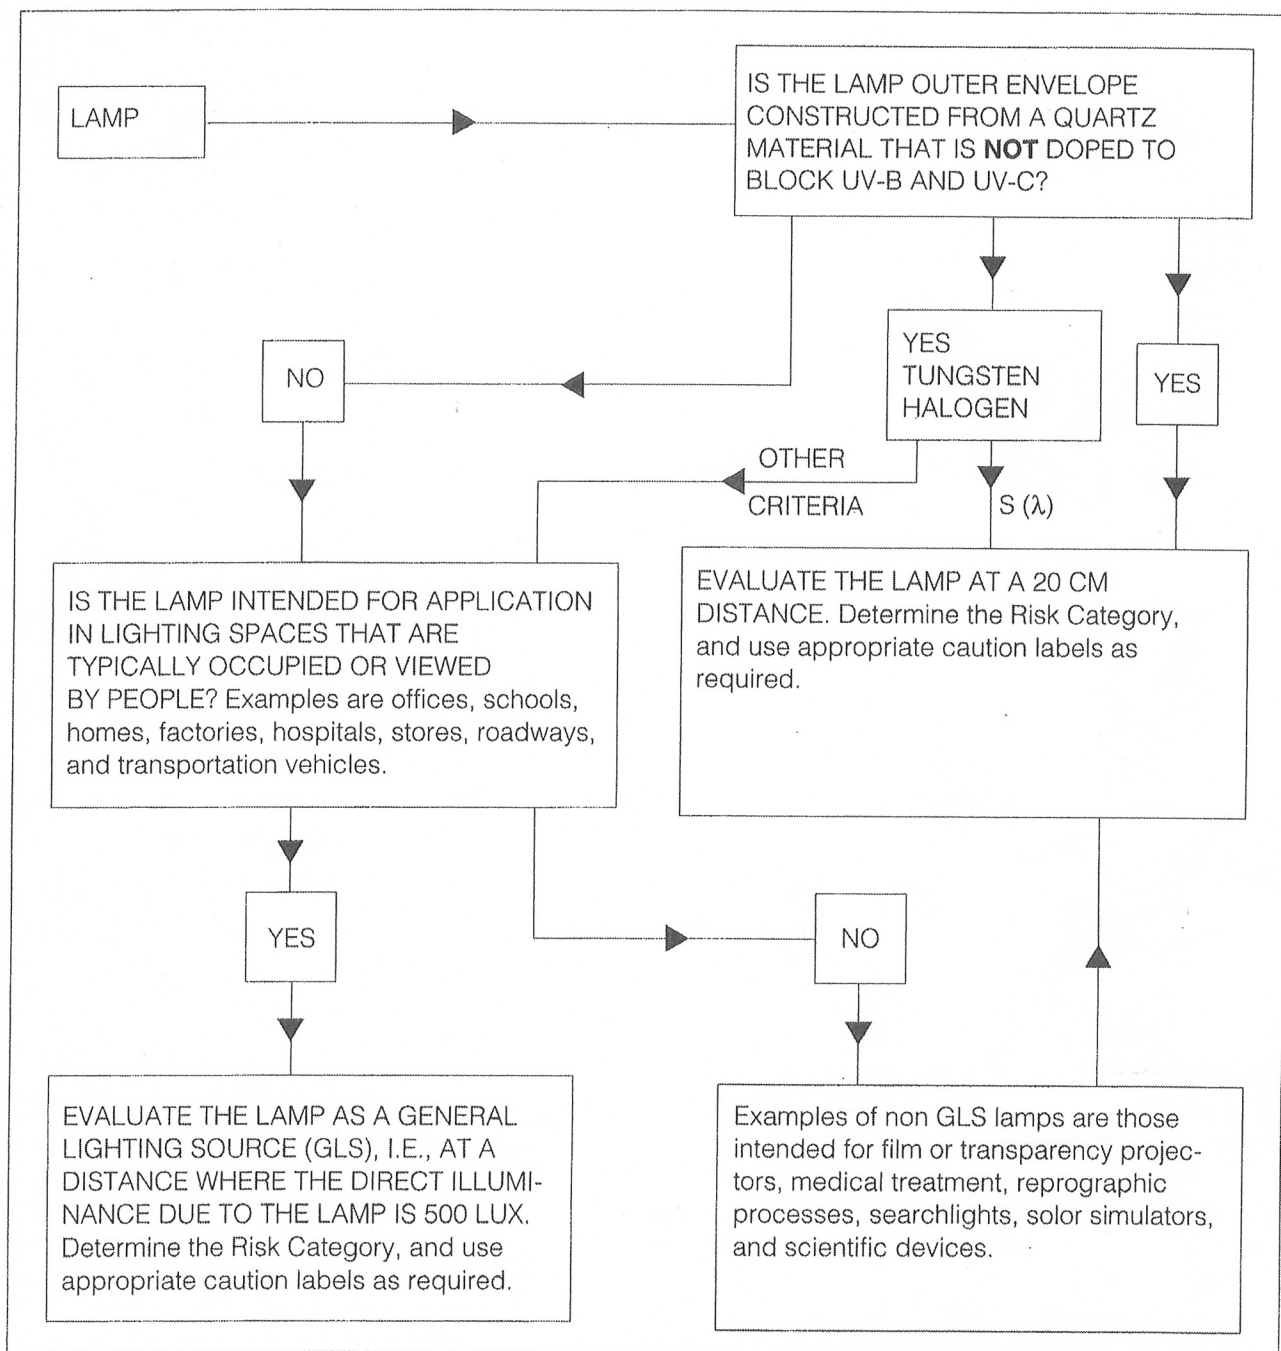 LAMP
IS THE LAMP OUTER ENVELOPE
CONSTRUCTED FROM A QUARTZ
MATERIAL THAT IS NOT DOPED TO
BLOCK UV-B AND UV-C?
NO
YES
TUNGSTEN
HALOGEN
YES
OTHER
CRITERIA
S (λ)
IS THE LAMP INTENDED FOR APPLICATION
IN LIGHTING SPACES THAT ARE
TYPICALLY OCCUPIED OR VIEWED
BY PEOPLE? Examples are offices, schools,
homes, factories, hospitals, stores, roadways,
and transportation vehicles.
EVALUATE THE LAMP AT A 20 CM
DISTANCE. Determine the Risk Category,
and use appropriate caution labels as
required.
YES
NO
EVALUATE THE LAMP AS A GENERAL
LIGHTING SOURCE (GLS), I.E., AT A
DISTANCE WHERE THE DIRECT ILLUMI-
NANCE DUE TO THE LAMP IS 500 LUX.
Determine the Risk Category, and use
appropriate caution labels as required.
Examples of non GLS lamps are those
intended for film or transparency projec-
tors, medical treatment, reprographic
processes, searchlights, solor simulators,
and scientific devices.